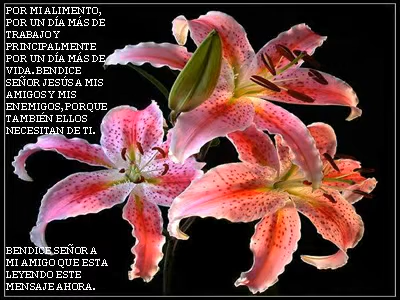 POR MI ALIMENTO,
POR UN DÍA MÁS DE
TRABAJO Y
PRINCIPALMENTE
POR UN DÍA MÁS DE
VIDA. BENDICE
SEÑOR JESÚS A MIS
AMIGOS Y MIS
ENEMIGOS, PORQUE
TAMBIÉN ELLOS
NECESITAN DE TI.
BENDICE SEÑOR A
MI AMIGO QUE ESTA
LEYENDO ESTE
MENSAJE AHORA.